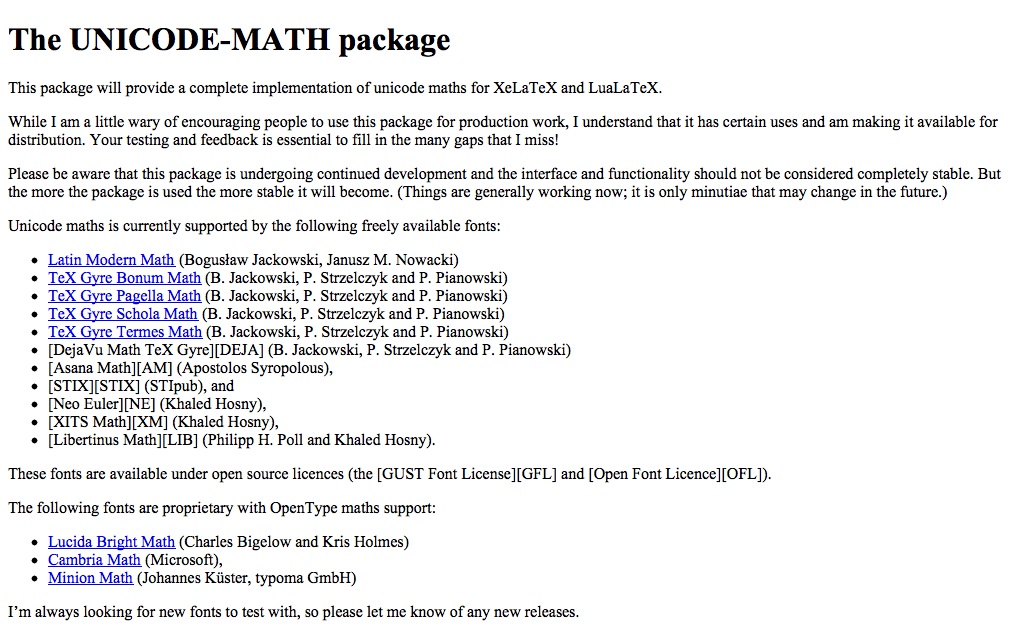 The UNICODE-MATH package
This package will provide a complete implementation of unicode maths for XeLaTeX and LuaLaTeX.
While I am a little wary of encouraging people to use this package for production work, I understand that it has certain uses and am making it available for
distribution. Your testing and feedback is essential to fill in the many gaps that I miss!
Please be aware that this package is undergoing continued development and the interface and functionality should not be considered completely stable. But
the more the package is used the more stable it will become. (Things are generally working now; it is only minutiae that may change in the future.)
Unicode maths is currently supported by the following freely available fonts:
• Latin Modern Math (Bogusław Jackowski, Janusz M. Nowacki)
• TeX Gyre Bonum Math (B. Jackowski, P. Strzelczyk and P. Pianowski)
• TeX Gyre Pagella Math (B. Jackowski, P. Strzelczyk and P. Pianowski)
• TeX Gyre Schola Math (B. Jackowski, P. Strzelczyk and P. Pianowski)
• TeX Gyre Termes Math (B. Jackowski, P. Strzelczyk and P. Pianowski)
• [DejaVu Math TeX Gyre][DEJA] (B. Jackowski, P. Strzelczyk and P. Pianowski)
• [Asana Math][AM] (Apostolos Syropolous),
• [STIX][STIX] (STIpub), and
• [Neo Euler][NE] (Khaled Hosny),
• [XITS Math][XM] (Khaled Hosny),
• [Libertinus Math][LIB] (Philipp H. Poll and Khaled Hosny).
These fonts are available under open source licences (the [GUST Font License][GFL] and [Open Font Licence][OFL]).
The following fonts are proprietary with OpenType maths support:
• Lucida Bright Math (Charles Bigelow and Kris Holmes)
• Cambria Math (Microsoft),
• Minion Math (Johannes Küster, typoma GmbH)
I’m always looking for new fonts to test with, so please let me know of any new releases.